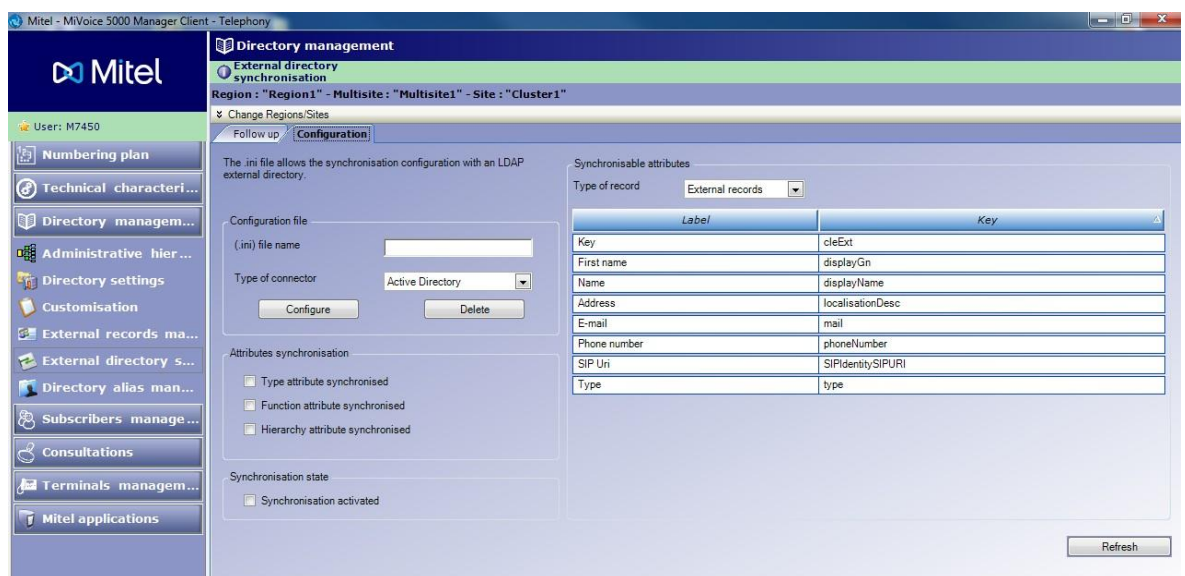 Mitel - MiVoice 5000 Manager Client - Telephony
Mitel
User: M7450
Numbering plan
Technical characteri...
Directory managem...
Administrative hier...
Directory settings
Customisation
External records ma...
External directory s...
Directory alias man...
Subscribers manage...
Consultations
Terminals managem...
Mitel applications
Directory management
External directory
synchronisation
Region : "Region1" - Multisite : "Multisite1" - Site : "Cluster1"
Change Regions/Sites
Follow up Configuration
The .ini file allows the synchronisation configuration with an LDAP
external directory.
Configuration file
(.ini) file name
Type of connector Active Directory
Configure Delete
Attributes synchronisation
Type attribute synchronised
Function attribute synchronised
Hierarchy attribute synchronised
Synchronisation state
Synchronisation activated
Synchronisable attributes
Type of record External records
Label Key
Key cleExt
First name displayGn
Name displayName
Address localisationDesc
E-mail mail
Phone number phoneNumber
SIP Uri SIPIdentitySIPURI
Type type
Refresh